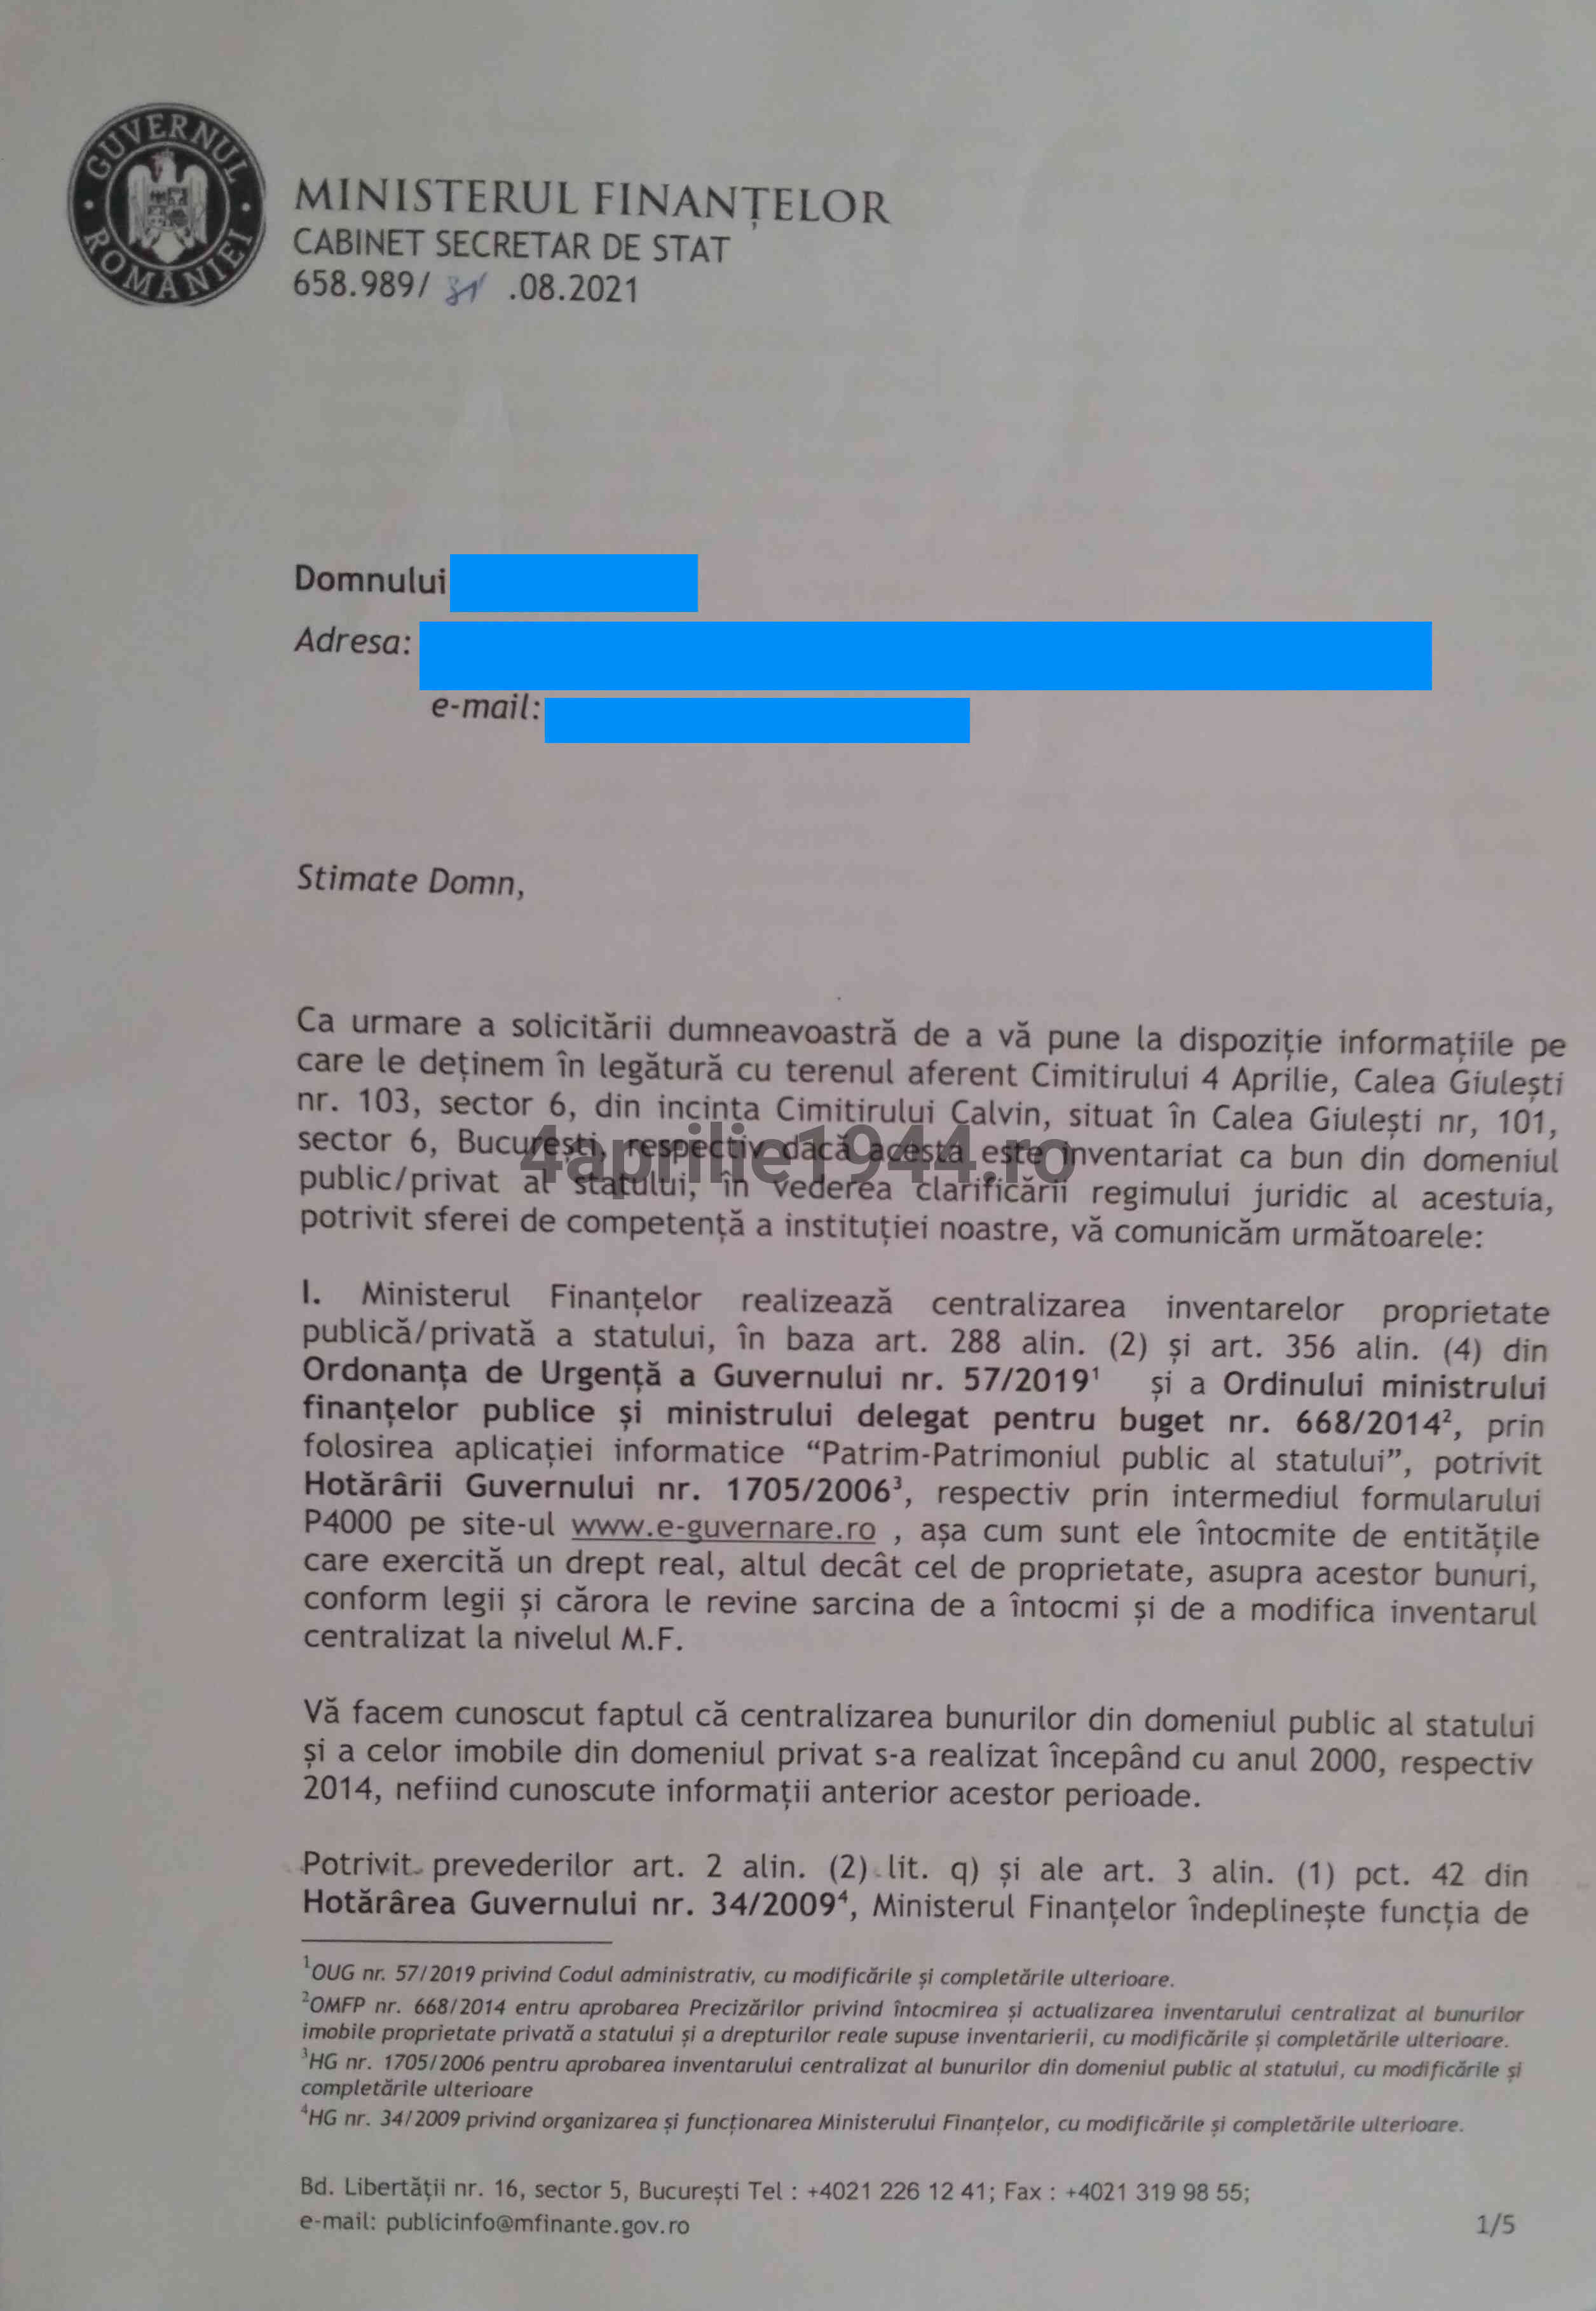 GUVERNUL ROMÂNIEI
MINISTERUL FINANȚELOR
CABINET SECRETAR DE STAT
658.989/ 31 .08.2021
Domnului
Adresa:
e-mail:
Stimate Domn,
Ca urmare a solicitării dumneavoastră de a vă pune la dispoziție informațiile pe
care le deținem în legătură cu terenul aferent Cimitirului 4 Aprilie, Calea Giulești
nr. 103, sector 6, din incinta Cimitirului Calvin, situat în Calea Giulești nr, 101,
sector 6, București, respectiv dacă acesta este inventariat ca bun din domeniul
public/privat al statului, în vederea clarificării regimului juridic al acestuia,
potrivit sferei de competență a instituției noastre, vă comunicăm următoarele:
4aprilie1944.ro
I. Ministerul Finanțelor realizează centralizarea inventarelor proprietate
publică/privată a statului, în baza art. 288 alin. (2) și art. 356 alin. (4) din
Ordonanța de Urgență a Guvernului nr. 57/2019¹ și a Ordinului ministrului
finanțelor publice și ministrului delegat pentru buget nr. 668/2014², prin
folosirea aplicației informatice “Patrim-Patrimoniul public al statului”, potrivit
Hotărârii Guvernului nr. 1705/2006³, respectiv prin intermediul formularului
P4000 pe site-ul www.e-guvernare.ro , așa cum sunt ele întocmite de entitățile
care exercită un drept real, altul decât cel de proprietate, asupra acestor bunuri,
conform legii și cărora le revine sarcina de a întocmi și de a modifica inventarul
centralizat la nivelul M.F.
Vă facem cunoscut faptul că centralizarea bunurilor din domeniul public al statului
și a celor imobile din domeniul privat s-a realizat începând cu anul 2000, respectiv
2014, nefiind cunoscute informații anterior acestor perioade.
Potrivit prevederilor art. 2 alin. (2) lit. q) și ale art. 3 alin. (1) pct. 42 din
Hotărârea Guvernului nr. 34/2009⁴, Ministerul Finanțelor îndeplinește funcția de
¹OUG nr. 57/2019 privind Codul administrativ, cu modificările și completările ulterioare.
²OMFP nr. 668/2014 entru aprobarea Precizărilor privind întocmirea și actualizarea inventarului centralizat al bunurilor
imobile proprietate privată a statului și a drepturilor reale supuse inventarierii, cu modificările și completările ulterioare.
³HG nr. 1705/2006 pentru aprobarea inventarului centralizat al bunurilor din domeniul public al statului, cu modificările și
completările ulterioare
⁴HG nr. 34/2009 privind organizarea și funcționarea Ministerului Finanțelor, cu modificările și completările ulterioare.
Bd. Libertății nr. 16, sector 5, București Tel : +4021 226 12 41; Fax : +4021 319 98 55;
e-mail: publicinfo@mfinante.gov.ro
1/5